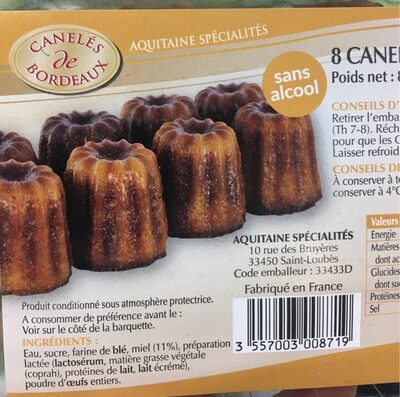 CANELÉS
de
BORDEAUX
AQUITAINE SPÉCIALITÉS
sans
alcool
8 CANEL
Poids net : 8
CONSEILS D'
Retirer l'emba
(Th 7-8). Réch
pour que les C
Laisser refroid
CONSEILS DE
À conserver à t
conserver à 4°C
AQUITAINE SPÉCIALITÉS
10 rue des Bruyères
33450 Saint-Loubès
Code emballeur : 33433D
Fabriqué en France
Valeurs
Energie
Matières
dont ac
Glucides
dont suc
Protéines
Sel
Produit conditionné sous atmosphère protectrice.
A consommer de préférence avant le :
Voir sur le côté de la barquette.
INGRÉDIENTS :
Eau, sucre, farine de blé, miel (11%), préparation
lactée (lactosérum, matière grasse végétale
(coprah), protéines de lait, lait écrémé),
poudre d'œufs entiers.
3 557003 008719